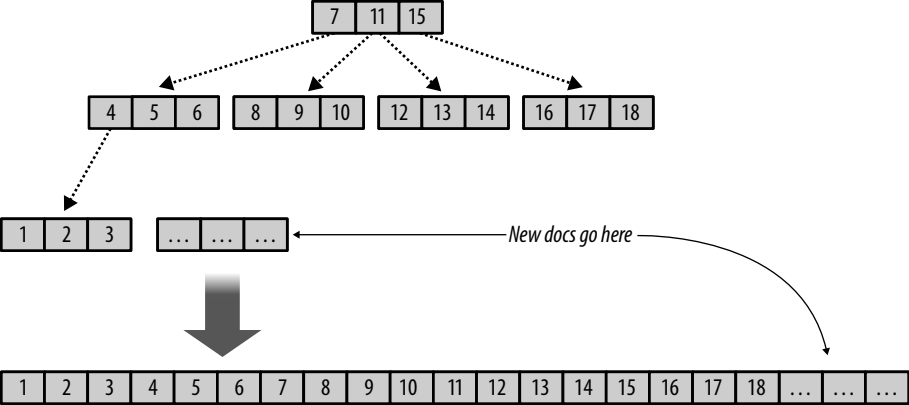 7 11 15
4 5 6 8 9 10 12 13 14 16 17 18
1 2 3 ... ... ... New docs go here
1 2 3 4 5 6 7 8 9 10 11 12 13 14 15 16 17 18 ... ... ...